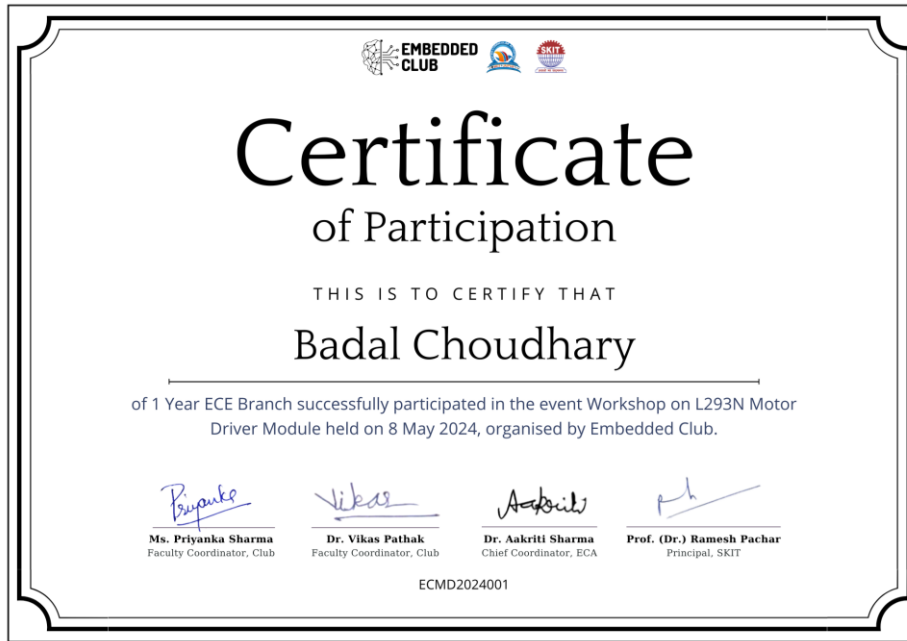 EMBEDDED
CLUB
SKIT
Certificate
of Participation
THIS IS TO CERTIFY THAT
Badal Choudhary
of 1 Year ECE Branch successfully participated in the event Workshop on L293N Motor
Driver Module held on 8 May 2024, organised by Embedded Club.
Priyanka Vikas Aakriti
Ms. Priyanka Sharma Dr. Vikas Pathak Dr. Aakriti Sharma Prof. (Dr.) Ramesh Pachar
Faculty Coordinator, Club Faculty Coordinator, Club Chief Coordinator, ECA Principal, SKIT
ECMD2024001